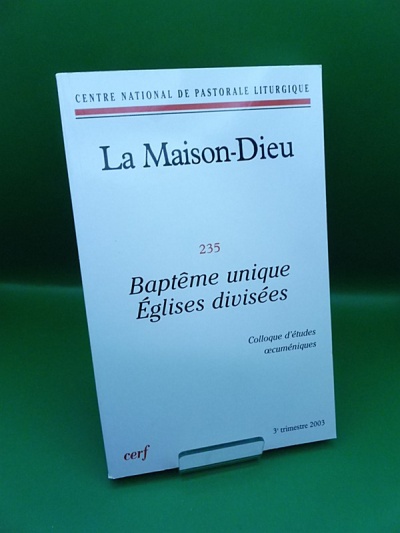 CENTRE NATIONAL DE PASTORALE LITURGIQUE
La Maison-Dieu
235
Baptême unique
Églises divisées
Colloque d'études
œcuméniques
3e trimestre 2003
cerf